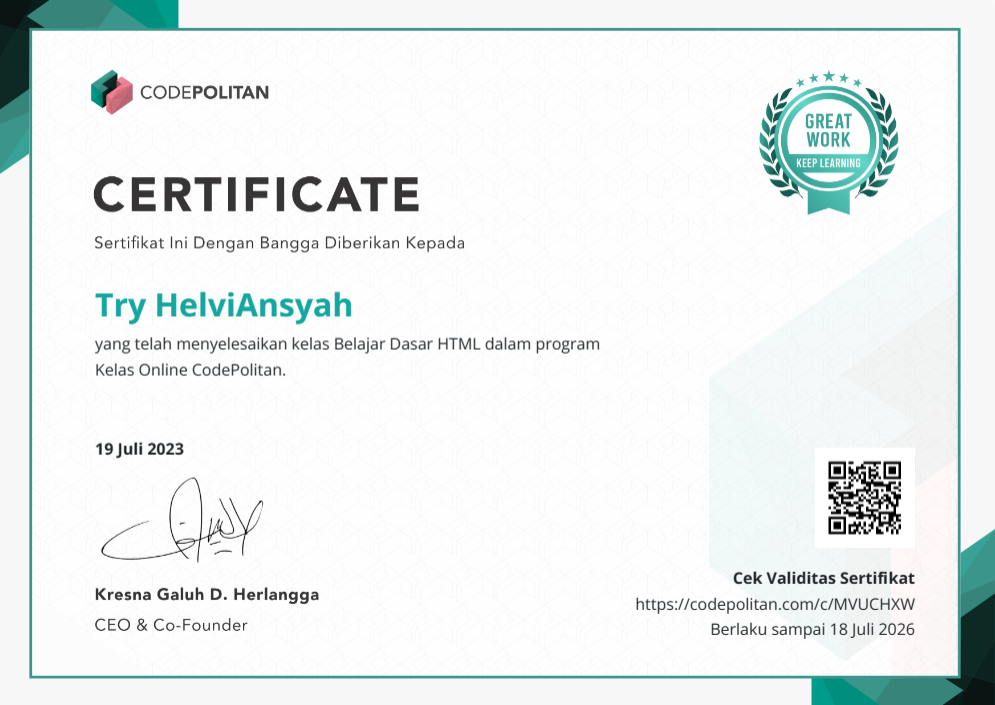 CODEPOLITAN
GREAT
WORK
KEEP LEARNING
CERTIFICATE
Sertifikat Ini Dengan Bangga Diberikan Kepada
Try HelviAnsyah
yang telah menyelesaikan kelas Belajar Dasar HTML dalam program
Kelas Online CodePolitan.
19 Juli 2023
Kresna Galuh D. Herlangga
CEO & Co-Founder
Cek Validitas Sertifikat
https://codepolitan.com/c/MVUCHXW
Berlaku sampai 18 Juli 2026